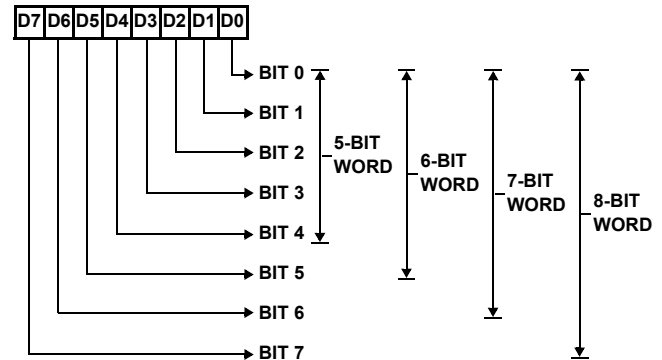 D7 D6 D5 D4 D3 D2 D1 D0
BIT 0
BIT 1
BIT 2
BIT 3
BIT 4
BIT 5
BIT 6
BIT 7
5-BIT
WORD
6-BIT
WORD
7-BIT
WORD
8-BIT
WORD